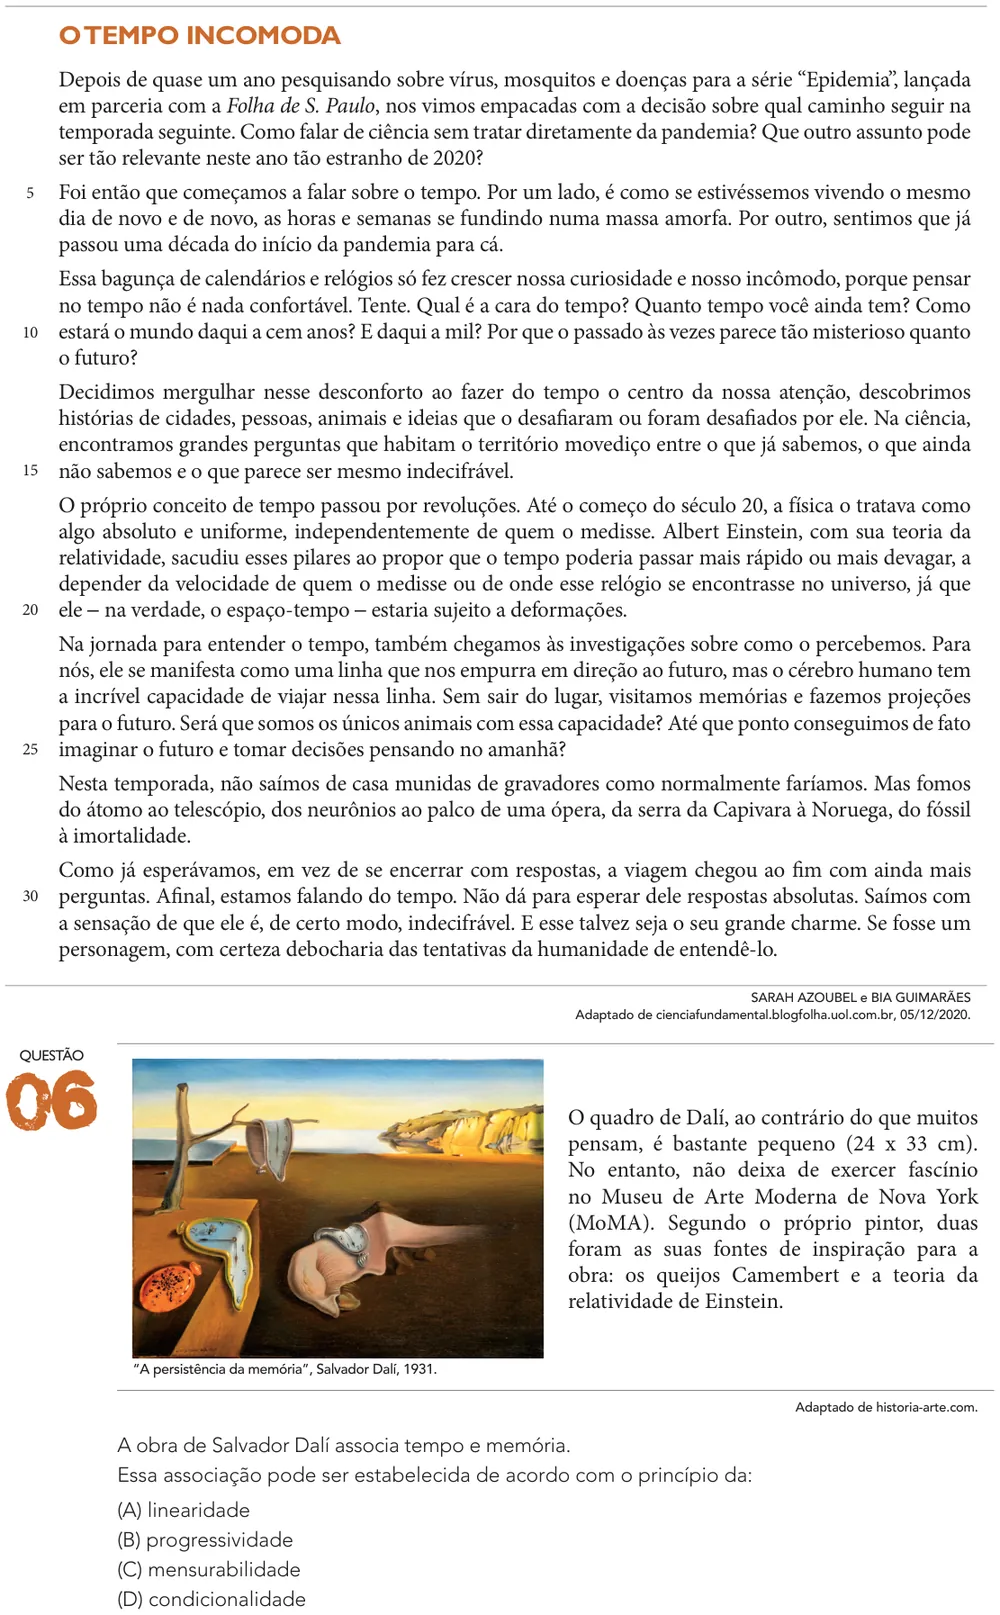 O TEMPO INCOMODA
Depois de quase um ano pesquisando sobre vírus, mosquitos e doenças para a série “Epidemia”, lançada
em parceria com a Folha de S. Paulo, nos vimos empacadas com a decisão sobre qual caminho seguir na
temporada seguinte. Como falar de ciência sem tratar diretamente da pandemia? Que outro assunto pode
ser tão relevante neste ano tão estranho de 2020?
5 Foi então que começamos a falar sobre o tempo. Por um lado, é como se estivéssemos vivendo o mesmo
dia de novo e de novo, as horas e semanas se fundindo numa massa amorfa. Por outro, sentimos que já
passou uma década do início da pandemia para cá.
Essa bagunça de calendários e relógios só fez crescer nossa curiosidade e nosso incômodo, porque pensar
no tempo não é nada confortável. Tente. Qual é a cara do tempo? Quanto tempo você ainda tem? Como
10 estará o mundo daqui a cem anos? E daqui a mil? Por que o passado às vezes parece tão misterioso quanto
o futuro?
Decidimos mergulhar nesse desconforto ao fazer do tempo o centro da nossa atenção, descobrimos
histórias de cidades, pessoas, animais e ideias que o desafiaram ou foram desafiados por ele. Na ciência,
encontramos grandes perguntas que habitam o território movediço entre o que já sabemos, o que ainda
15 não sabemos e o que parece ser mesmo indecifrável.
O próprio conceito de tempo passou por revoluções. Até o começo do século 20, a física o tratava como
algo absoluto e uniforme, independentemente de quem o medisse. Albert Einstein, com sua teoria da
relatividade, sacudiu esses pilares ao propor que o tempo poderia passar mais rápido ou mais devagar, a
depender da velocidade de quem o medisse ou de onde esse relógio se encontrasse no universo, já que
20 ele – na verdade, o espaço-tempo – estaria sujeito a deformações.
Na jornada para entender o tempo, também chegamos às investigações sobre como o percebemos. Para
nós, ele se manifesta como uma linha que nos empurra em direção ao futuro, mas o cérebro humano tem
a incrível capacidade de viajar nessa linha. Sem sair do lugar, visitamos memórias e fazemos projeções
para o futuro. Será que somos os únicos animais com essa capacidade? Até que ponto conseguimos de fato
25 imaginar o futuro e tomar decisões pensando no amanhã?
Nesta temporada, não saímos de casa munidas de gravadores como normalmente faríamos. Mas fomos
do átomo ao telescópio, dos neurônios ao palco de uma ópera, da serra da Capivara à Noruega, do fóssil
à imortalidade.
Como já esperávamos, em vez de se encerrar com respostas, a viagem chegou ao fim com ainda mais
30 perguntas. Afinal, estamos falando do tempo. Não dá para esperar dele respostas absolutas. Saímos com
a sensação de que ele é, de certo modo, indecifrável. E esse talvez seja o seu grande charme. Se fosse um
personagem, com certeza debocharia das tentativas da humanidade de entendê-lo.
SARAH AZOUBEL e BIA GUIMARÃES
Adaptado de cienciafundamental.blogfolha.uol.com.br, 05/12/2020.
QUESTÃO
06
O quadro de Dalí, ao contrário do que muitos
pensam, é bastante pequeno (24 x 33 cm).
No entanto, não deixa de exercer fascínio
no Museu de Arte Moderna de Nova York
(MoMA). Segundo o próprio pintor, duas
foram as suas fontes de inspiração para a
obra: os queijos Camembert e a teoria da
relatividade de Einstein.
“A persistência da memória”, Salvador Dalí, 1931.
Adaptado de historia-arte.com.
A obra de Salvador Dalí associa tempo e memória.
Essa associação pode ser estabelecida de acordo com o princípio da:
(A) linearidade
(B) progressividade
(C) mensurabilidade
(D) condicionalidade